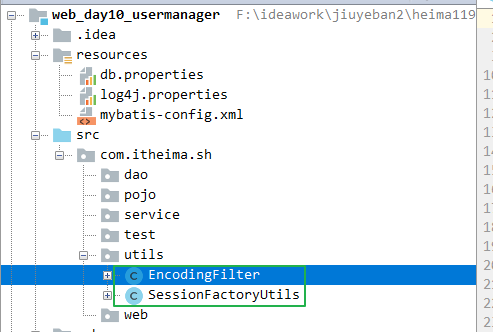 web_day10_usermanager F:\ideawork\jiuyeban2\heima119
.idea
resources
db.properties
log4j.properties
mybatis-config.xml
src
com.itheima.sh
dao
pojo
service
test
utils
EncodingFilter
SessionFactoryUtils
web